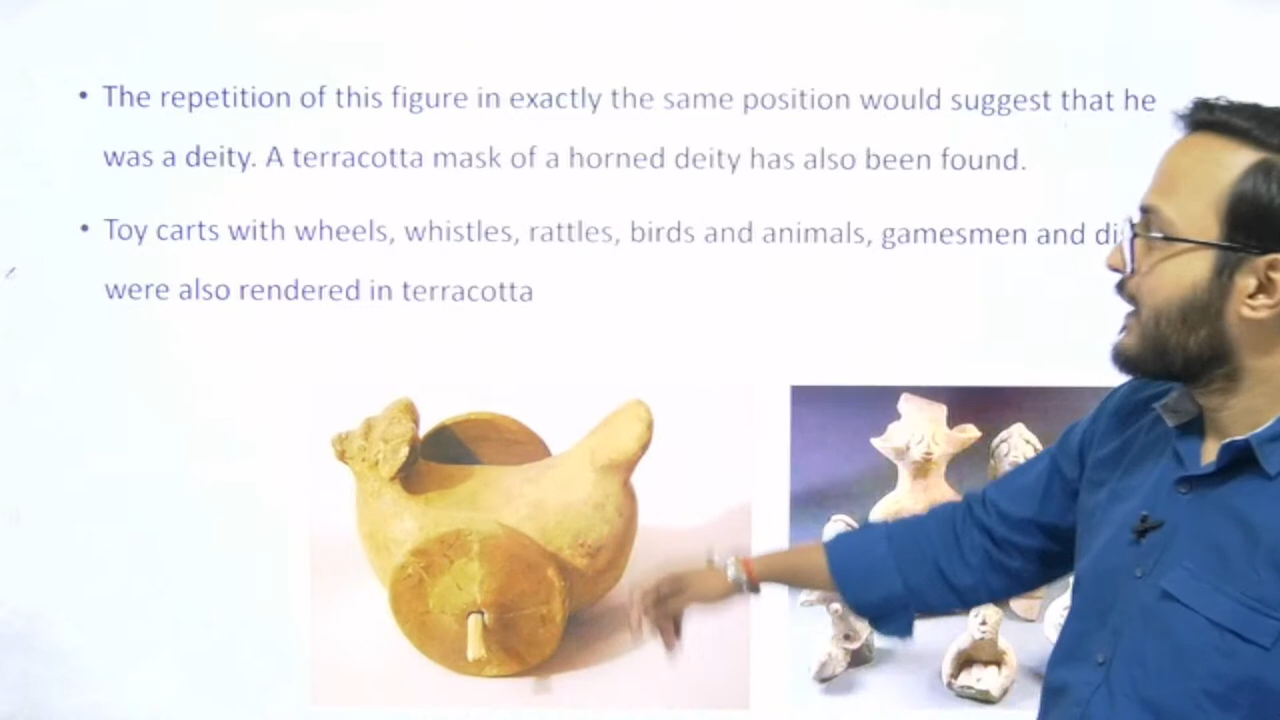 • The repetition of this figure in exactly the same position would suggest that he
was a deity. A terracotta mask of a horned deity has also been found.
• Toy carts with wheels, whistles, rattles, birds and animals, gamesmen and
were also rendered in terracotta